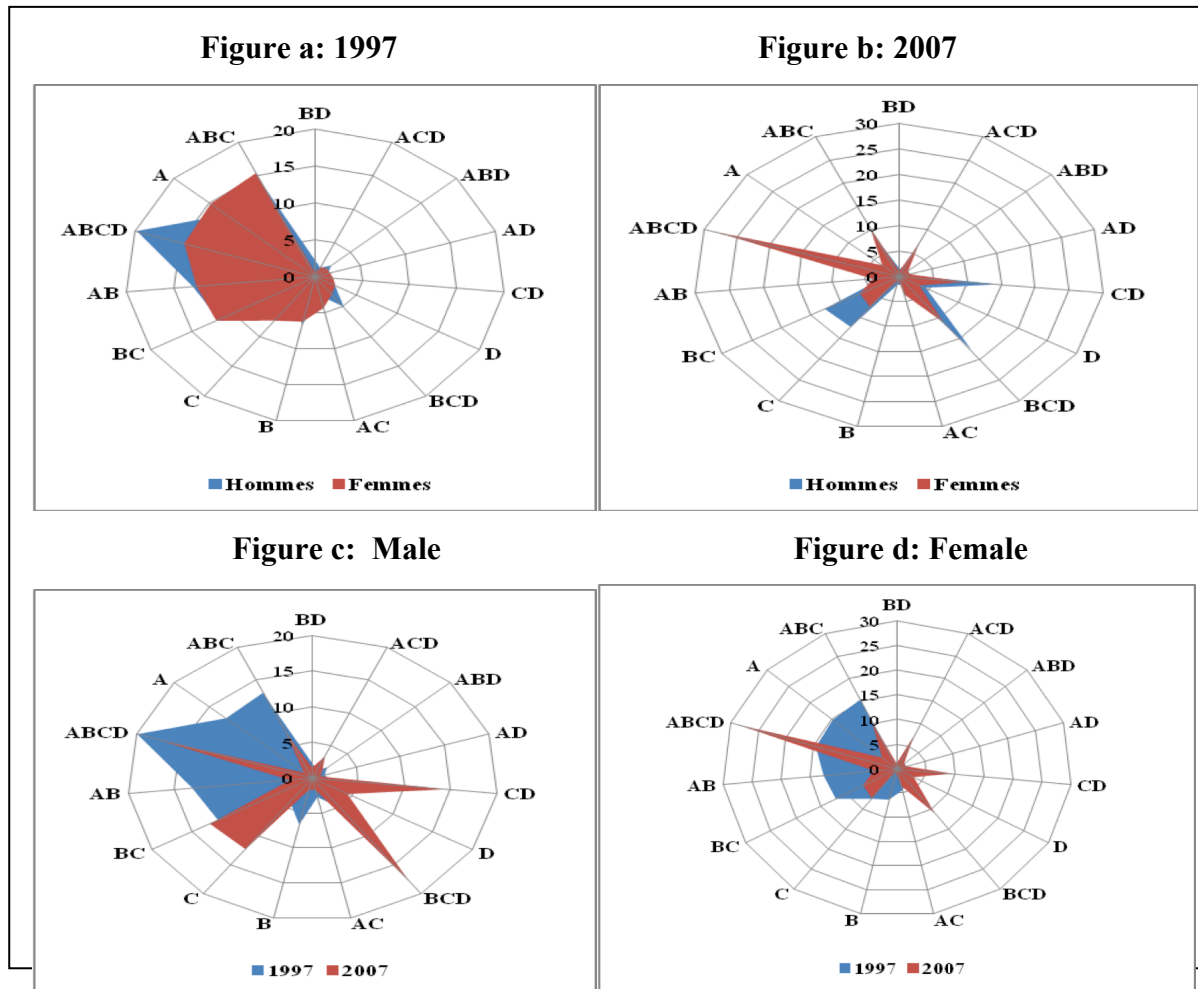 Figure a: 1997
BD
ACD
ABD
AD
CD
D
BCD
AC
B
C
BC
AB
ABCD
A
ABC
20
15
10
5
0
Hommes Femmes
Figure b: 2007
BD
ACD
ABD
AD
CD
D
BCD
AC
B
C
BC
AB
ABCD
A
ABC
30
25
20
15
10
5
0
Hommes Femmes
Figure c: Male
BD
ACD
ABD
AD
CD
D
BCD
AC
B
C
BC
AB
ABCD
A
ABC
20
15
10
5
0
1997 2007
Figure d: Female
BD
ACD
ABD
AD
CD
D
BCD
AC
B
C
BC
AB
ABCD
A
ABC
30
25
20
15
10
5
0
1997 2007